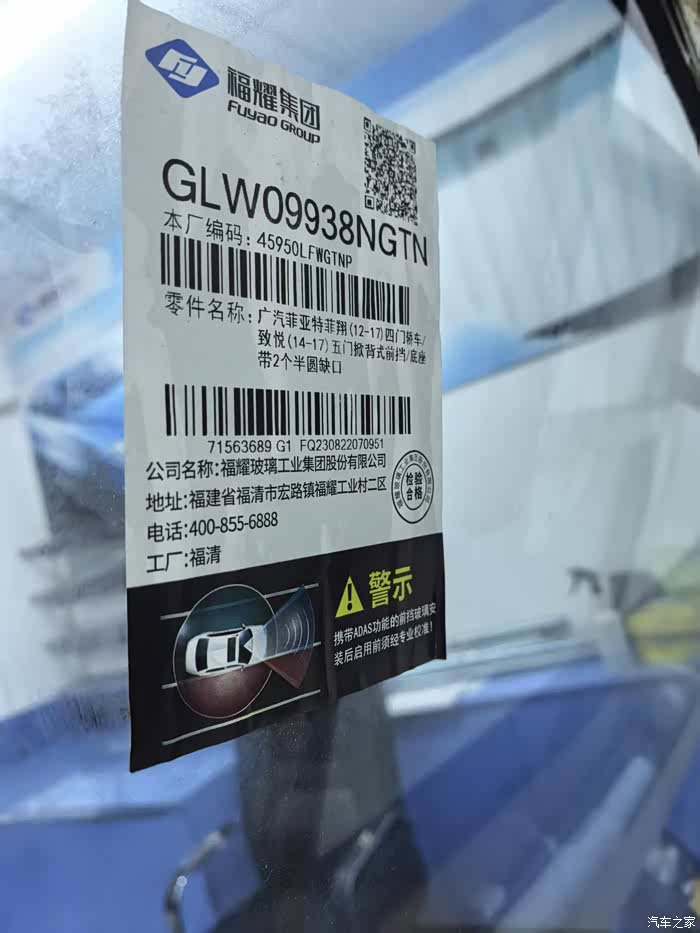 福耀集团
FUYAO GROUP
GLW09938NGTN
本厂编码: 45950LFWGTNP
零件名称: 广汽菲亚特菲翔(12-17)四门轿车/
致悦(14-17)五门掀背式前挡/底座
带2个半圆缺口
71563689 G1 FQ230822070951
公司名称:福耀玻璃工业集团股份有限公司
地址:福建省福清市宏路镇福耀工业村二区
电话:400-855-6888
工厂:福清
检验
合格
警示
携带ADAS功能的前挡玻璃安
装后启用前须经专业校准!
汽车之家